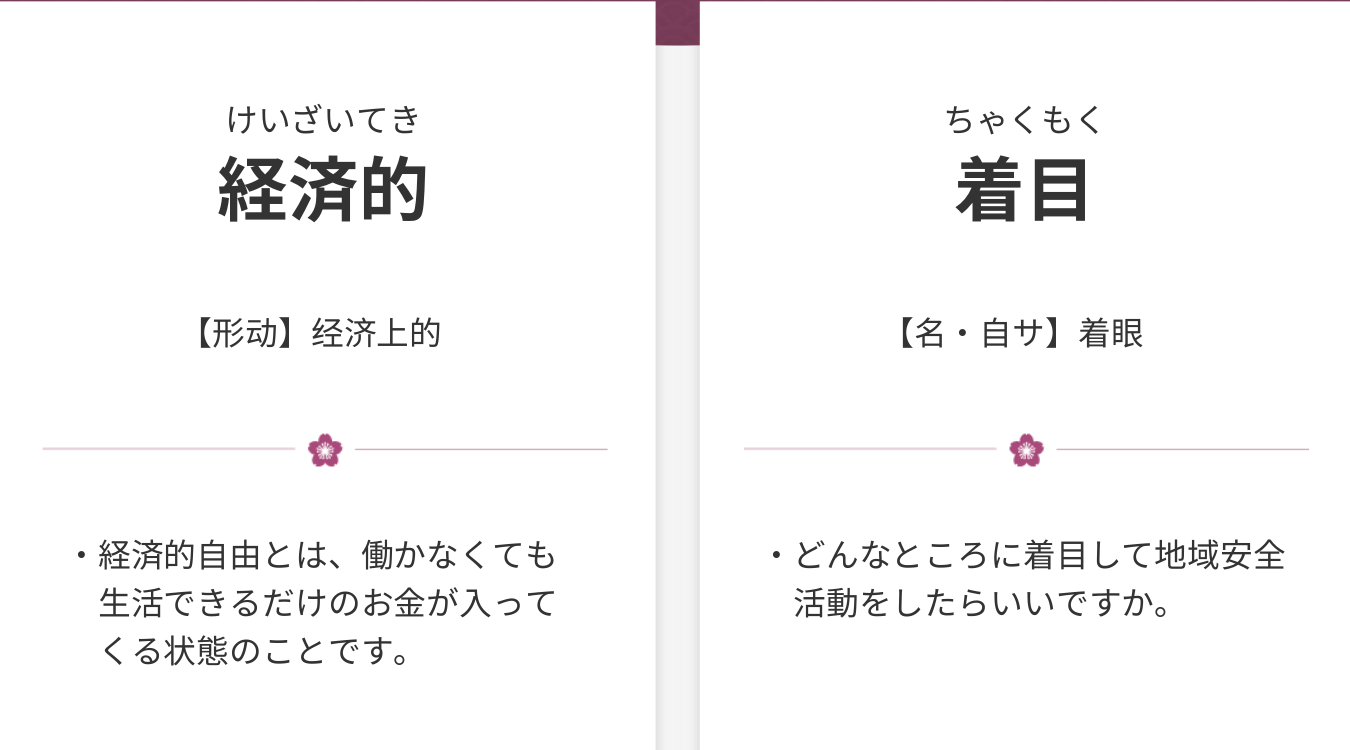 けいざいてき
経済的
【形动】经济上的
・経済的自由とは、働かなくても
生活できるだけのお金が入って
くる状態のことです。
ちゃくもく
着目
【名・自サ】着眼
・どんなところに着目して地域安全
活動をしたらいいですか。